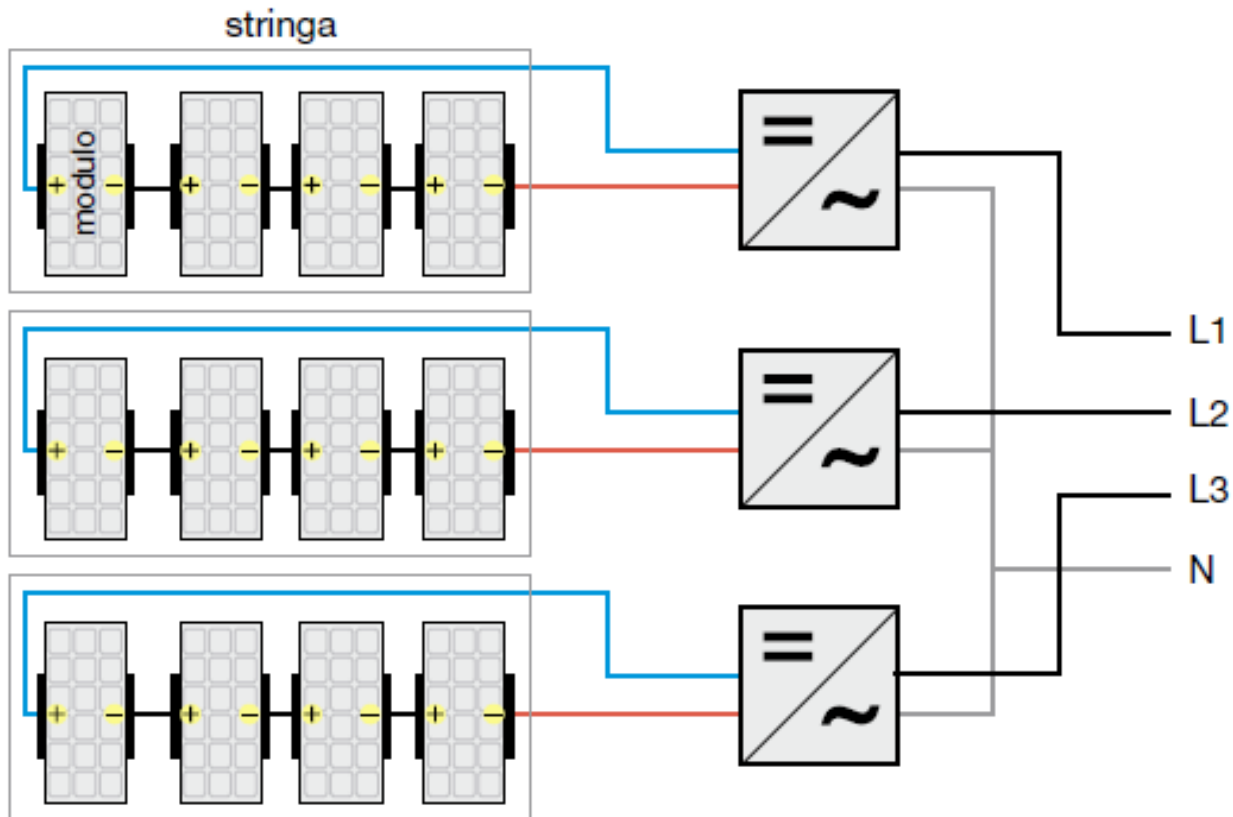 stringa
modulo
+ − + − + − + −
= ~
L1
+ − + − + − + −
= ~
L2
L3
N
+ − + − + − + −
= ~